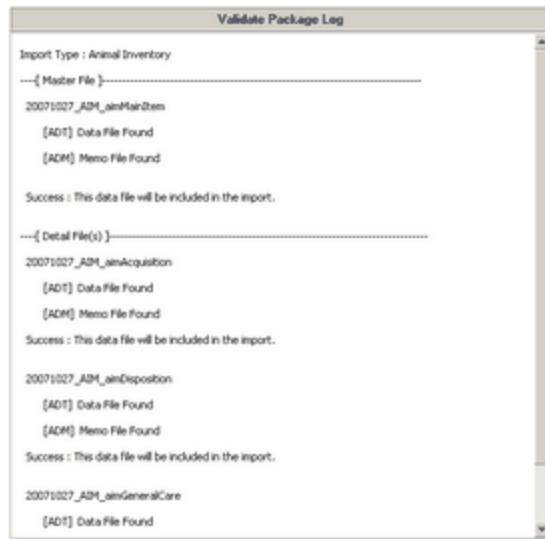 Validate Package Log
Import Type : Animal Inventory
----{ Master File }--------------------------------------------------------------------------------
20071027_AIM_aimMainItem
[ADT] Data File Found
[ADM] Memo File Found
Success : This data file will be included in the import.
----{ Detail File(s) }--------------------------------------------------------------------------------
20071027_AIM_aimAcquisition
[ADT] Data File Found
[ADM] Memo File Found
Success : This data file will be included in the import.
20071027_AIM_aimDisposition
[ADT] Data File Found
[ADM] Memo File Found
Success : This data file will be included in the import.
20071027_AIM_aimGeneralCare
[ADT] Data File Found